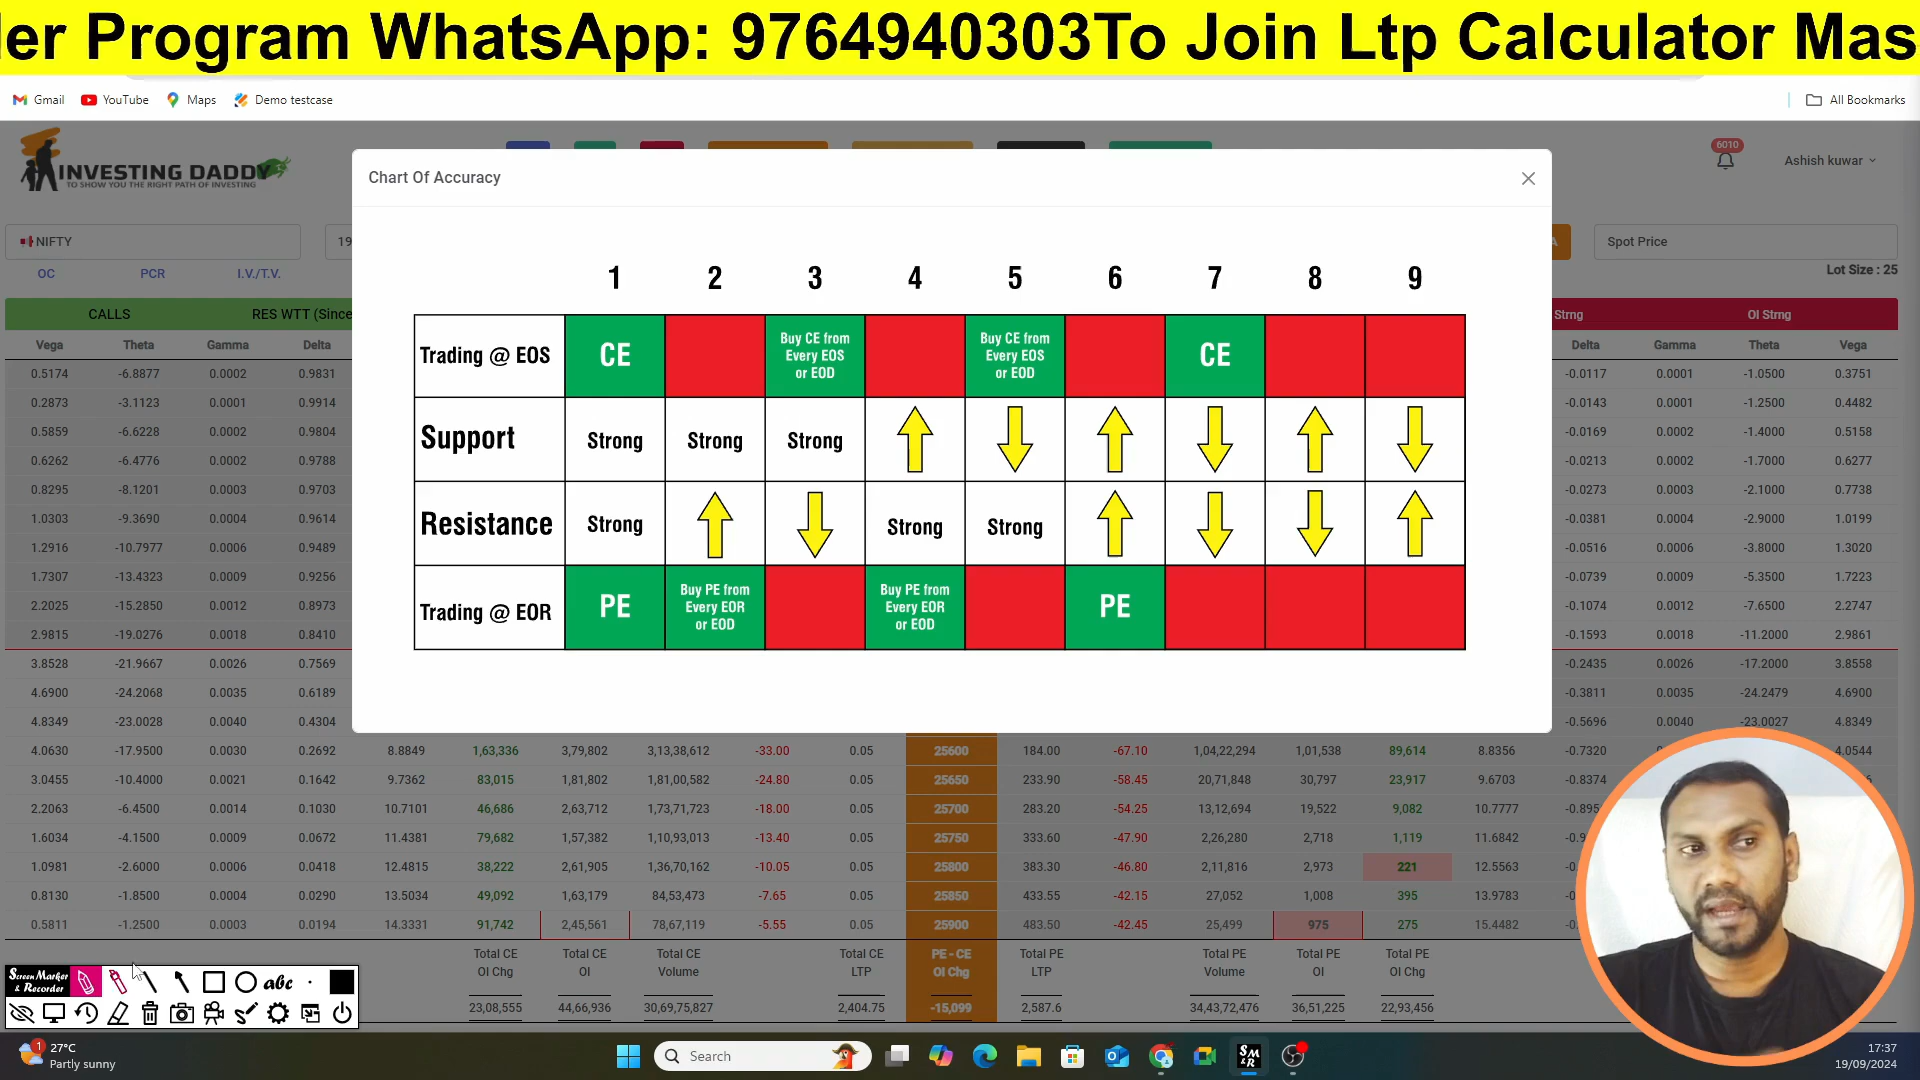 der Program WhatsApp: 9764940303To Join Ltp Calculator Mas
Gmail YouTube Maps Demo testcase All Bookmarks
INVESTING DADDY
TO SHOW YOU THE RIGHT PATH OF INVESTING
6010
Ashish kuwar
Chart Of Accuracy
NIFTY
19
Spot Price
OC PCR I.V./T.V.
Lot Size : 25
1 2 3 4 5 6 7 8 9
CALLS RES WTT (Since
Strng OI Strng
Trading @ EOS CE Buy CE from Every EOS or EOD Buy CE from Every EOS or EOD CE
Support Strong Strong Strong
Resistance Strong Strong Strong
Trading @ EOR PE Buy PE from Every EOR or EOD Buy PE from Every EOR or EOD PE
Vega Theta Gamma Delta Delta Gamma Theta Vega
0.5174 -6.8877 0.0002 0.9831 -0.0117 0.0001 -1.0500 0.3751
0.2873 -3.1123 0.0001 0.9914 -0.0143 0.0001 -1.2500 0.4482
0.5859 -6.6228 0.0002 0.9804 -0.0169 0.0002 -1.4000 0.5158
0.6262 -6.4776 0.0002 0.9788 -0.0213 0.0002 -1.7000 0.6277
0.8295 -8.1201 0.0003 0.9703 -0.0273 0.0003 -2.1000 0.7738
1.0303 -9.3690 0.0004 0.9614 -0.0381 0.0004 -2.9000 1.0199
1.2916 -10.7977 0.0006 0.9489 -0.0516 0.0006 -3.8000 1.3020
1.7307 -13.4323 0.0009 0.9256 -0.0739 0.0009 -5.3500 1.7223
2.2025 -15.2850 0.0012 0.8973 -0.1074 0.0012 -7.6500 2.2747
2.9815 -19.0276 0.0018 0.8410 -0.1593 0.0018 -11.2000 2.9861
3.8528 -21.9667 0.0026 0.7569 -0.2435 0.0026 -17.2000 3.8558
4.6900 -24.2068 0.0035 0.6189 -0.3811 0.0035 -24.2479 4.6900
4.8349 -23.0028 0.0040 0.4304 -0.5696 0.0040 -23.0027 4.8349
4.0630 -17.9500 0.0030 0.2692 8.8849 1,63,336 3,79,802 3,13,38,612 -33.00 0.05 25600 184.00 -67.10 1,04,22,294 1,01,538 89,614 8.8356 -0.7320 4.0544
3.0455 -10.4000 0.0021 0.1642 9.7362 83,015 1,81,802 1,81,00,582 -24.80 0.05 25650 233.90 -58.45 20,71,848 30,797 23,917 9.6703 -0.8374
2.2063 -6.4500 0.0014 0.1030 10.7101 46,686 2,63,712 1,73,71,723 -18.00 0.05 25700 283.20 -54.25 13,12,694 19,522 9,082 10.7777
1.6034 -4.1500 0.0009 0.0672 11.4381 79,682 1,57,382 1,10,93,013 -13.40 0.05 25750 333.60 -47.90 2,26,280 2,718 1,119 11.6842
1.0981 -2.6000 0.0006 0.0418 12.4815 38,222 2,61,905 1,36,70,162 -10.05 0.05 25800 383.30 -46.80 2,11,816 2,973 221 12.5563
0.8130 -1.8500 0.0004 0.0290 13.5034 49,092 1,63,179 84,53,473 -7.65 0.05 25850 433.55 -42.15 27,052 1,008 395 13.9783
0.5811 -1.2500 0.0003 0.0194 14.3331 91,742 2,45,561 78,67,119 -5.55 0.05 25900 483.50 -42.45 25,499 975 275 15.4482
Total CE Total CE Total CE Total CE PE - CE Total PE Total PE Total PE Total PE
OI Chg OI Volume LTP OI Chg LTP Volume OI OI Chg
23,08,555 44,66,936 30,69,75,827 2,404.75 -15,099 2,587.6 34,43,72,476 36,51,225 22,93,456
Screen Marker
& Recorder
abc
1
27°C
Partly sunny
Search
S M
& R
17:37
19/09/2024